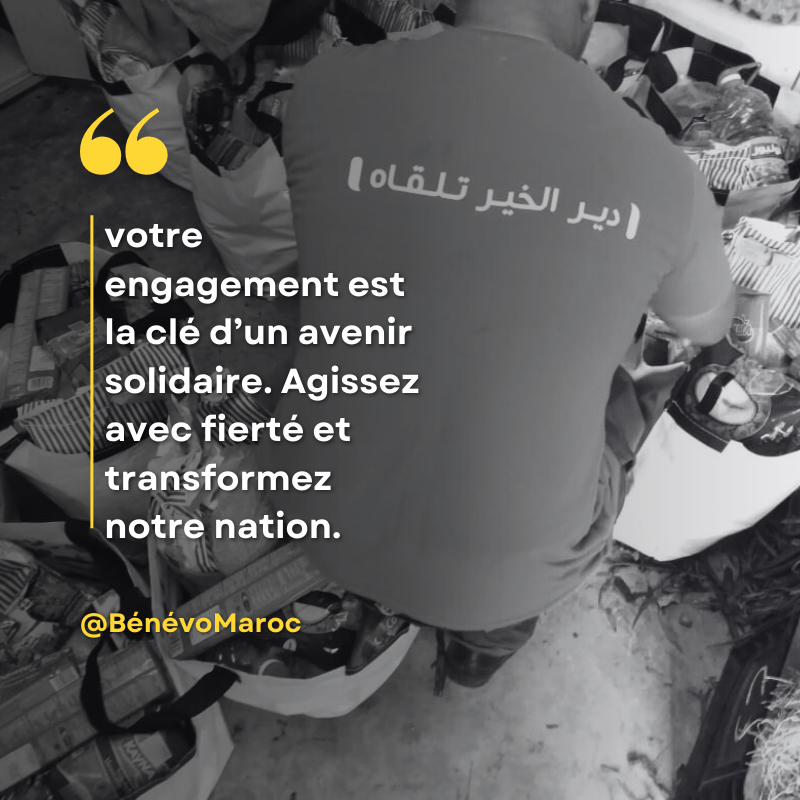 ❝
votre
engagement est
la clé d’un avenir
solidaire. Agissez
avec fierté et
transformez
notre nation.
@BénévoMaroc
(دير الخير تلقاه)
KAYNA